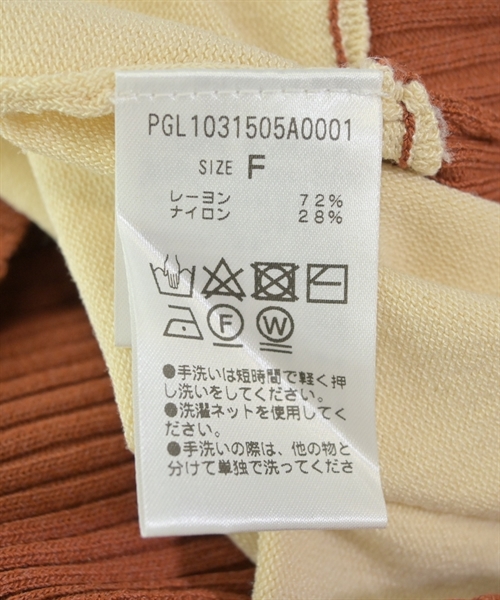 PGL1031505A0001
SIZE F
レーヨン 72%
ナイロン 28%
F W
●手洗いは短時間で軽く押
し洗いをしてください。
●洗濯ネットを使用してく
ださい。
●手洗いの際は、他の物と
分けて単独で洗ってくださ